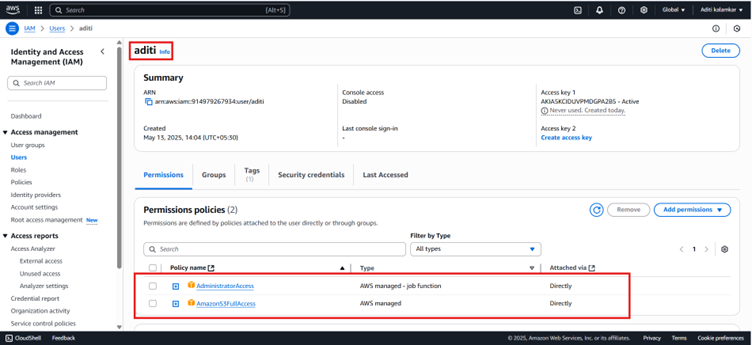 aws
Search
[Alt+S]
Global
Aditi kalamkar
IAM > Users > aditi
Identity and Access Management (IAM)
Search IAM
Dashboard
Access management
User groups
Users
Roles
Policies
Identity providers
Account settings
Root access management New
Access reports
Access Analyzer
External access
Unused access
Analyzer settings
Credential report
Organization activity
Service control policies
aditi Info
Delete
Summary
ARN
arn:aws:iam::914979267934:user/aditi
Console access
Disabled
Access key 1
AKIA5KCIDUVPMDGPA2B5 - Active
Never used. Created today.
Created
May 13, 2025, 14:04 (UTC+05:30)
Last console sign-in
-
Access key 2
Create access key
Permissions
Groups
Tags
(1)
Security credentials
Last Accessed
Permissions policies (2)
Remove
Add permissions
Permissions are defined by policies attached to the user directly or through groups.
Filter by Type
Search
All types
1
Policy name
Type
Attached via
AdministratorAccess
AWS managed - job function
Directly
AmazonS3FullAccess
AWS managed
Directly
CloudShell
Feedback
© 2025, Amazon Web Services, Inc. or its affiliates.
Privacy
Terms
Cookie preferences